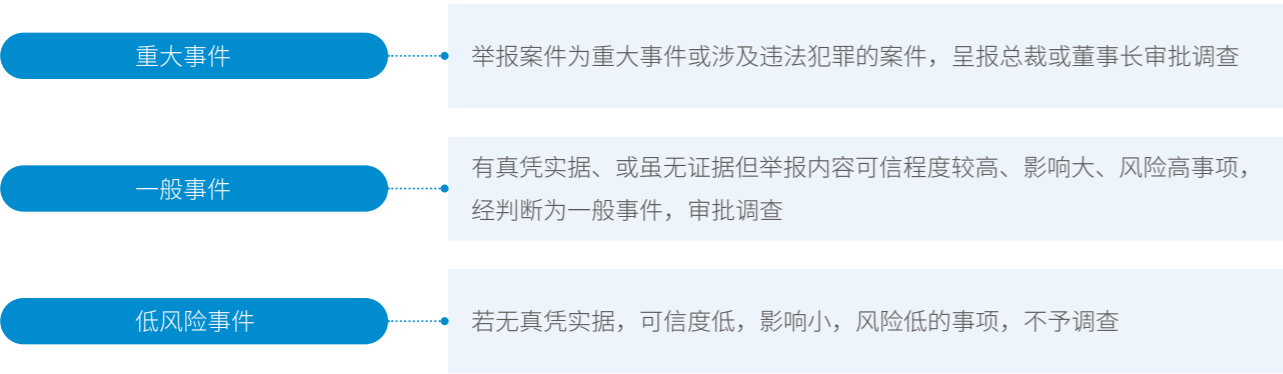 重大事件
举报案件为重大事件或涉及违法犯罪的案件，呈报总裁或董事长审批调查
一般事件
有真凭实据、或虽无证据但举报内容可信程度较高、影响大、风险高事项，
经判断为一般事件，审批调查
低风险事件
若无真凭实据，可信度低，影响小，风险低的事项，不予调查